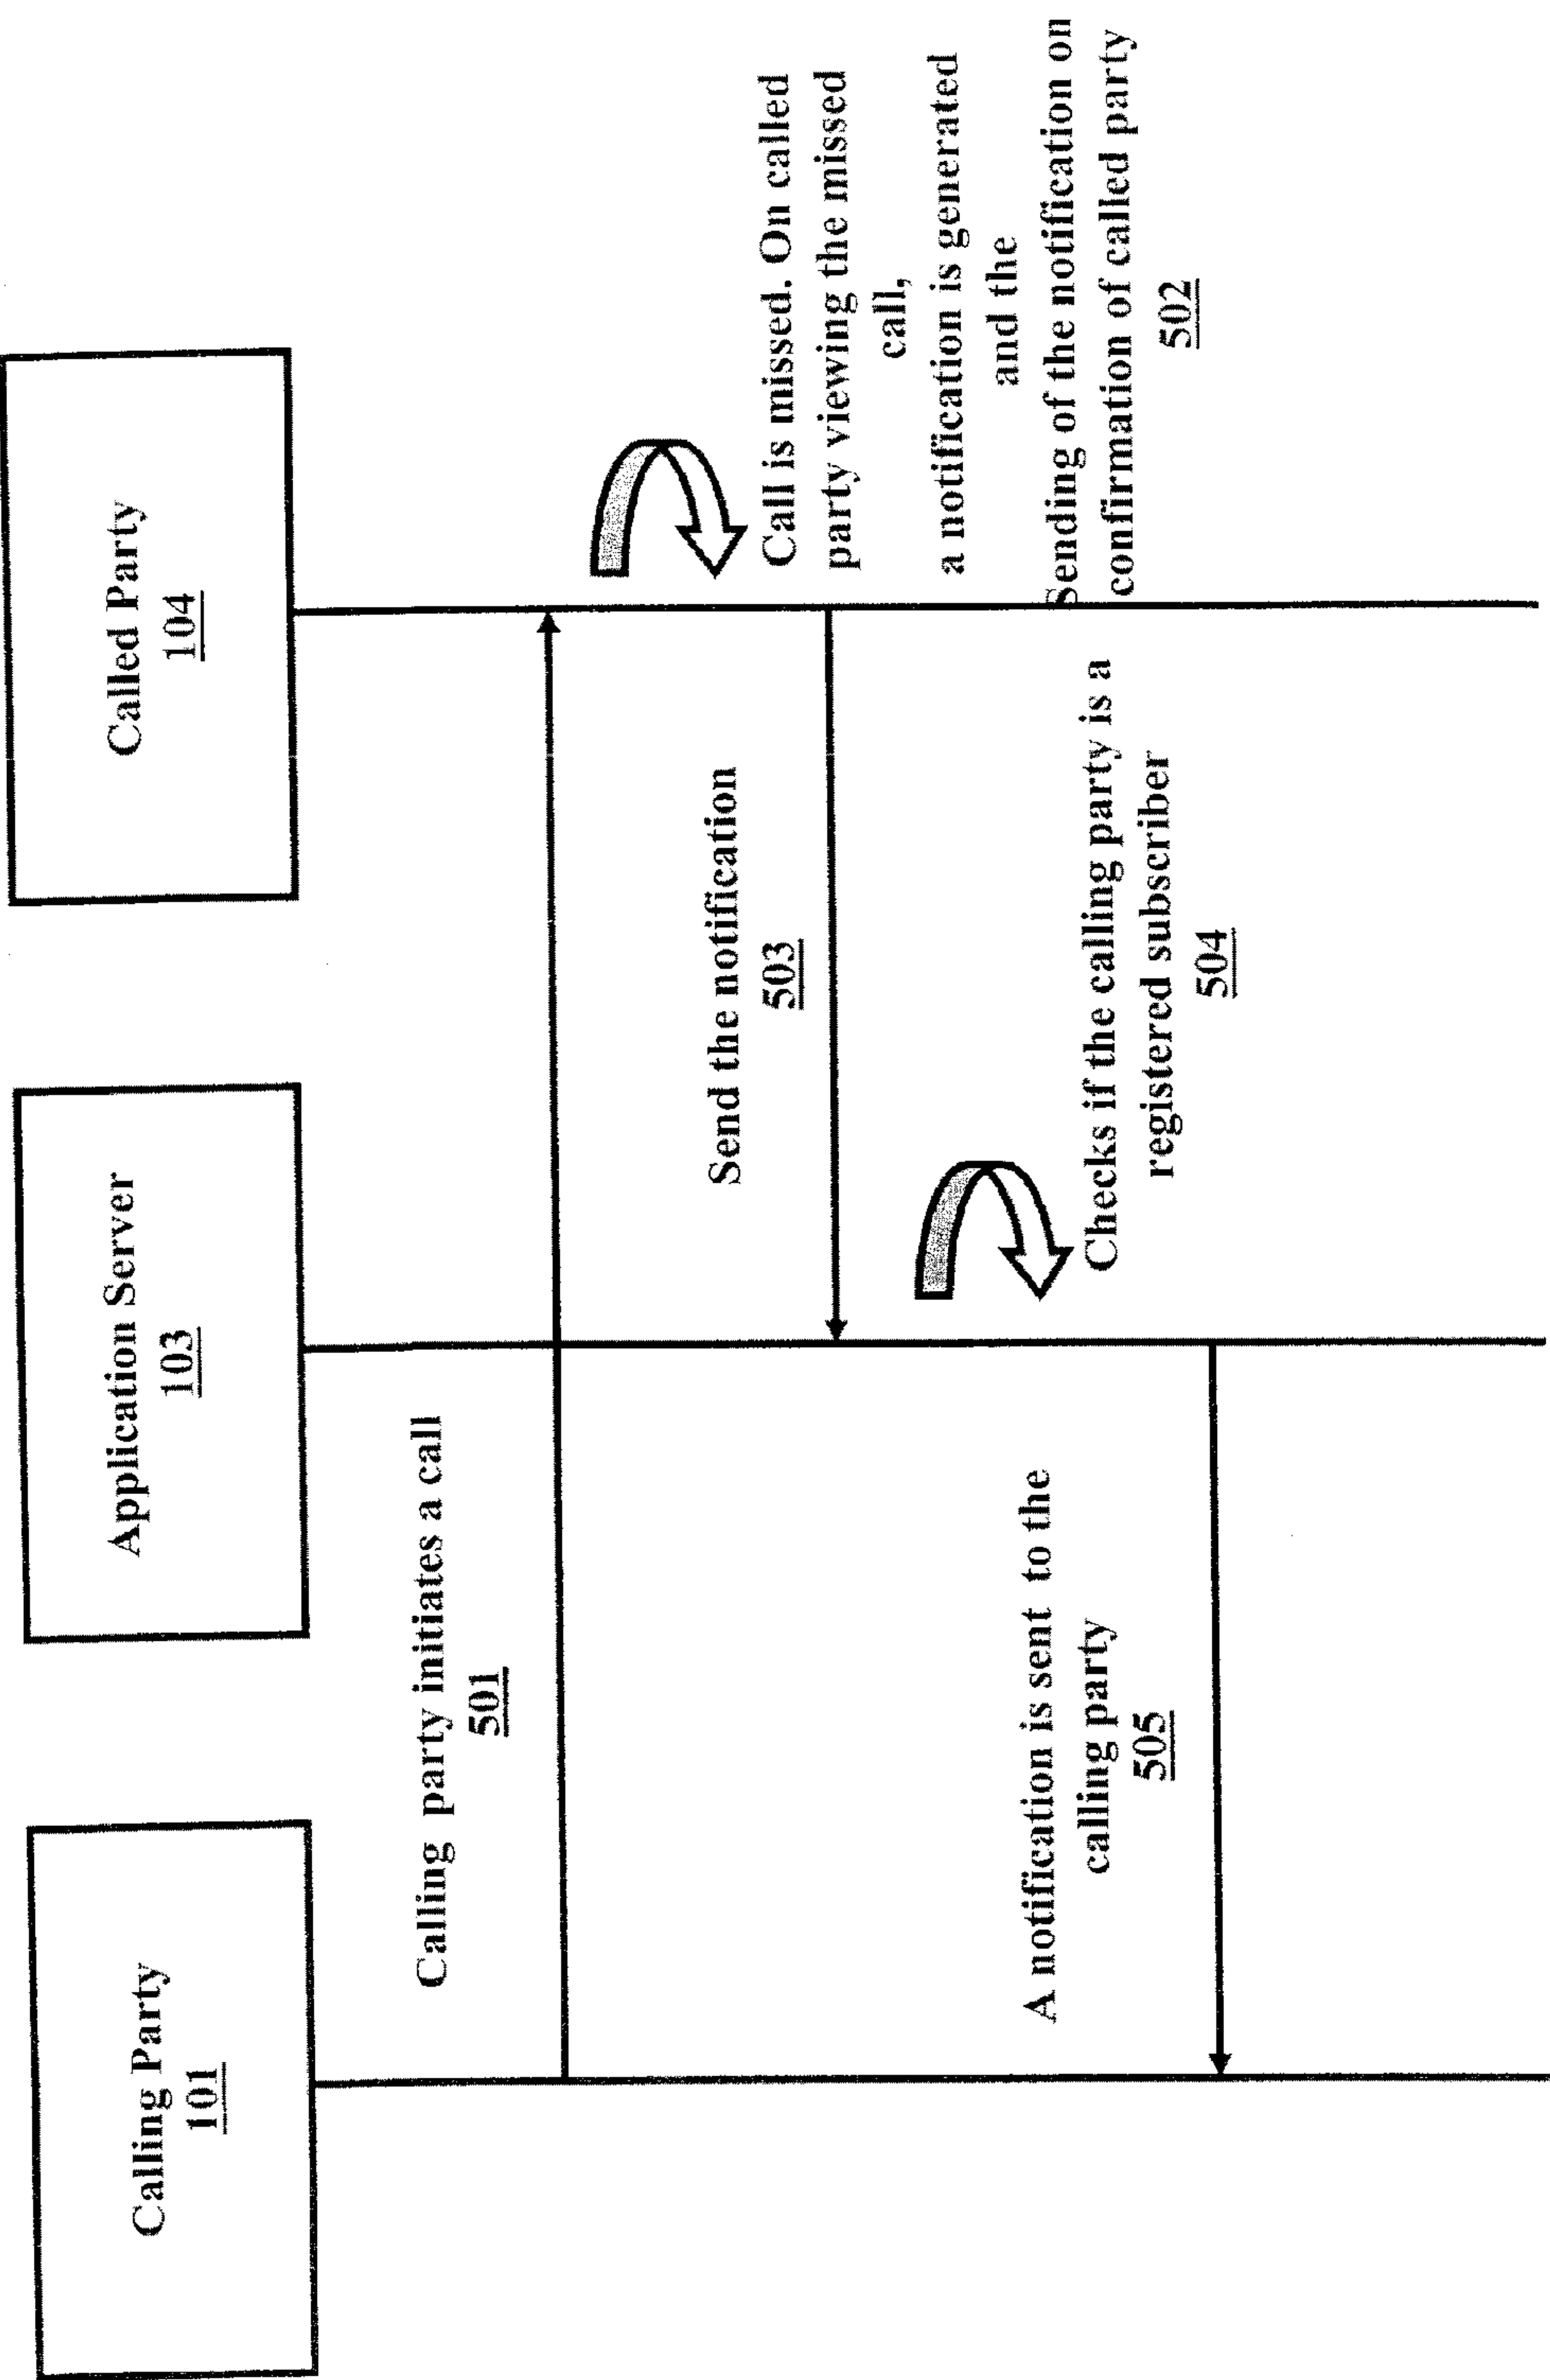 Calling Party
101
Application Server
103
Called Party
104
Calling party initiates a call
501
Call is missed. On called
party viewing the missed
call,
a notification is generated
and the
Sending of the notification on
confirmation of called party
502
Send the notification
503
Checks if the calling party is a
registered subscriber
504
A notification is sent to the
calling party
505